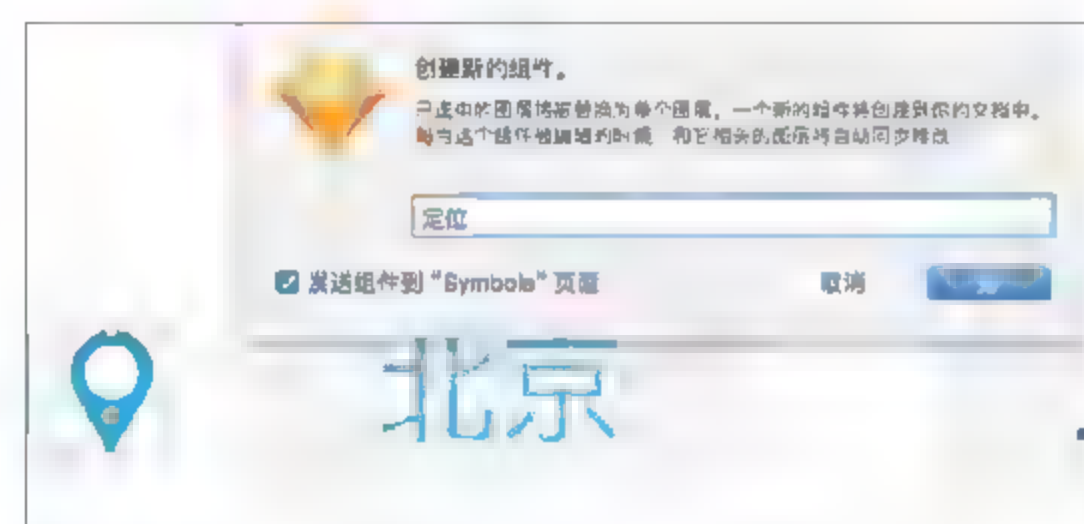 创建新的组件。
已选中的图层将被替换为单个图层，一个新的组件将创建到你的文档中。
每当这个组件被编辑到时候 和它相关的图层将自动同步修改
定位
发送组件到“Symbols”页面
取消
北京